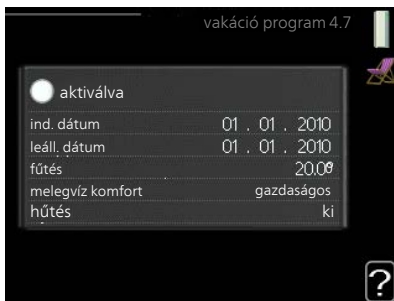 vakáció program 4.7
aktiválva
ind. dátum 01 . 01 . 2010
leáll. dátum 01 . 01 . 2010
fűtés 20.0°
melegvíz komfort gazdaságos
hűtés ki
?